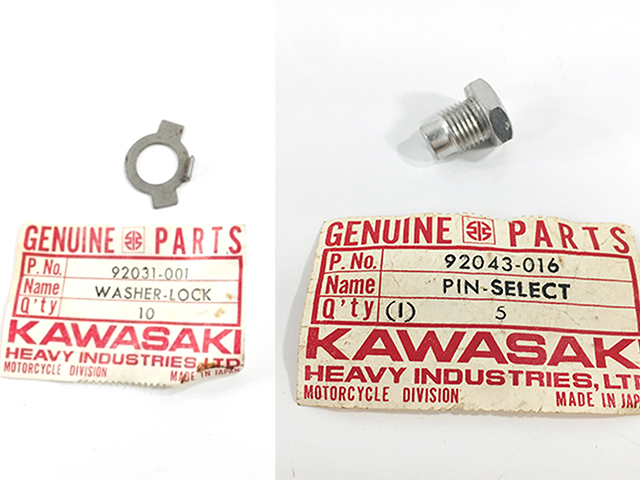 GENUINE PARTS
P. No. 92031-001
Name WASHER-LOCK
Q'ty 10
KAWASAKI
HEAVY INDUSTRIES, LTD.
MOTORCYCLE DIVISION MADE IN JAPAN
GENUINE PARTS
P. No. 92043-016
Name PIN-SELECT
Q'ty (1) 5
KAWASAKI
HEAVY INDUSTRIES, LTD
MOTORCYCLE DIVISION MADE IN JAPAN